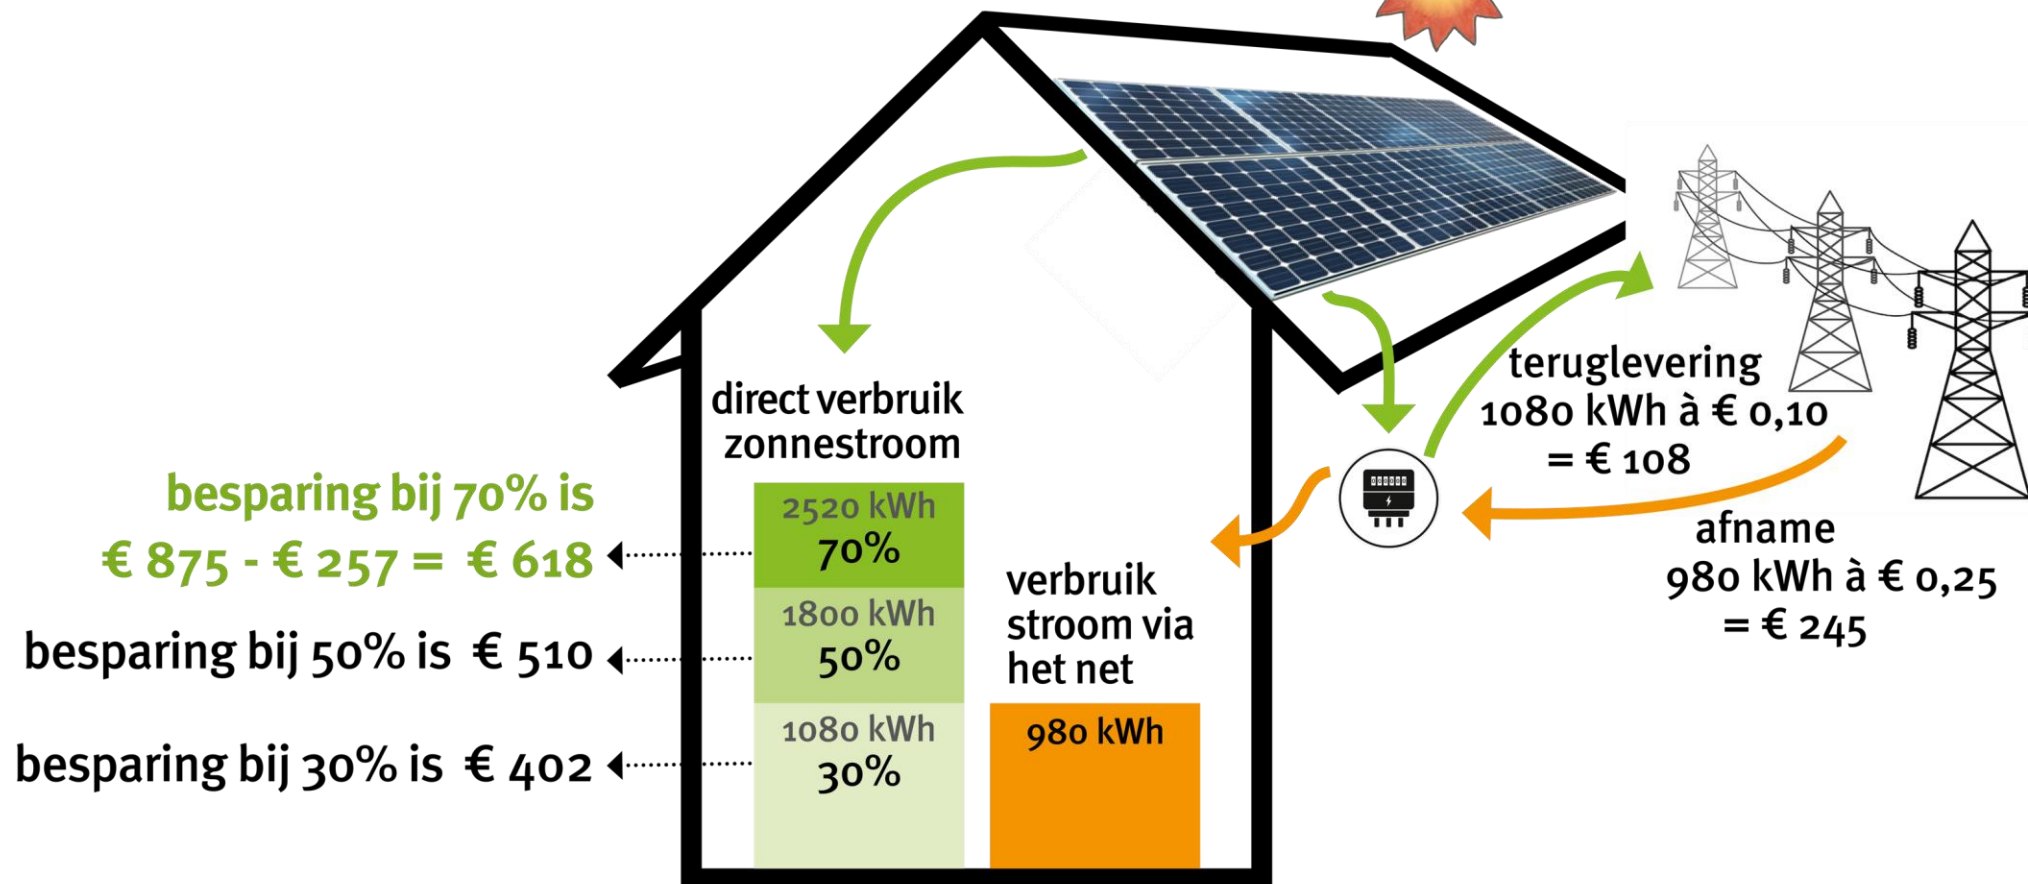 direct verbruik
zonnestroom
besparing bij 70% is
€ 875 - € 257 = € 618
besparing bij 50% is € 510
besparing bij 30% is € 402
2520 kWh
70%
1800 kWh
50%
1080 kWh
30%
verbruik
stroom via
het net
980 kWh
teruglevering
1080 kWh à € 0,10
= € 108
afname
980 kWh à € 0,25
= € 245